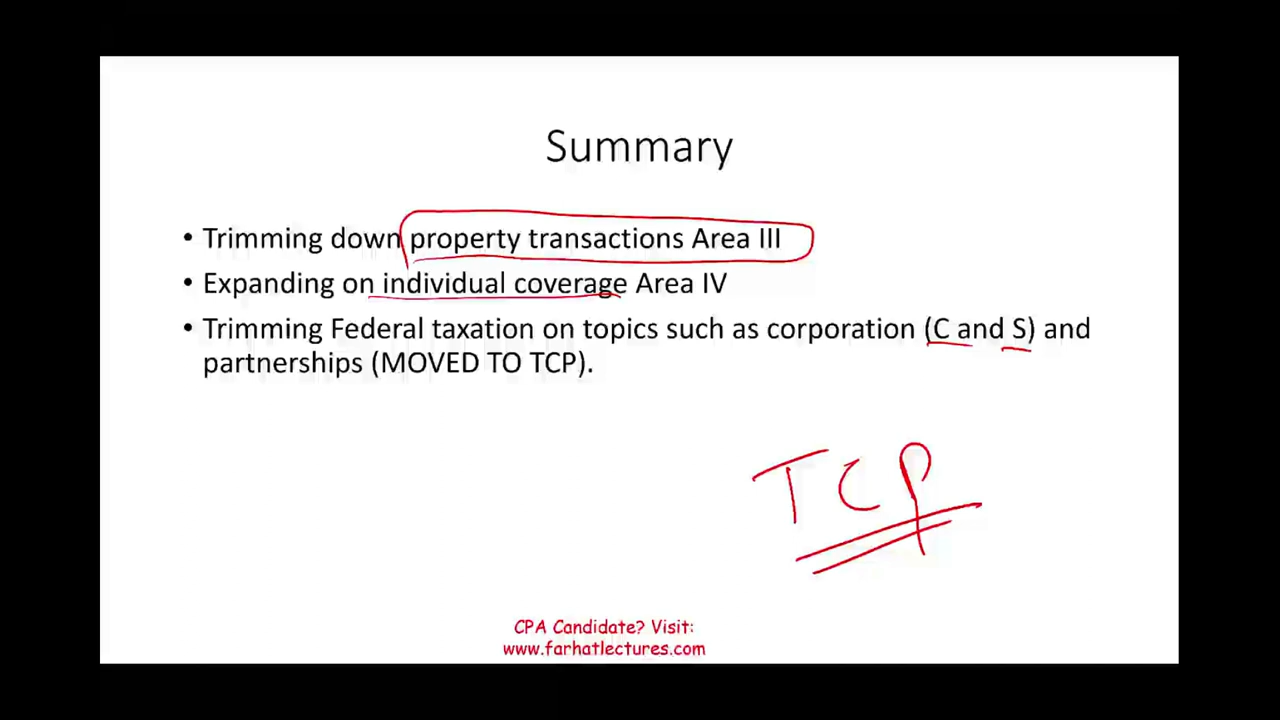 Summary
• Trimming down property transactions Area III
• Expanding on individual coverage Area IV
• Trimming Federal taxation on topics such as corporation (C and S) and
partnerships (MOVED TO TCP).
TCP
CPA Candidate? Visit:
www.farhatlectures.com